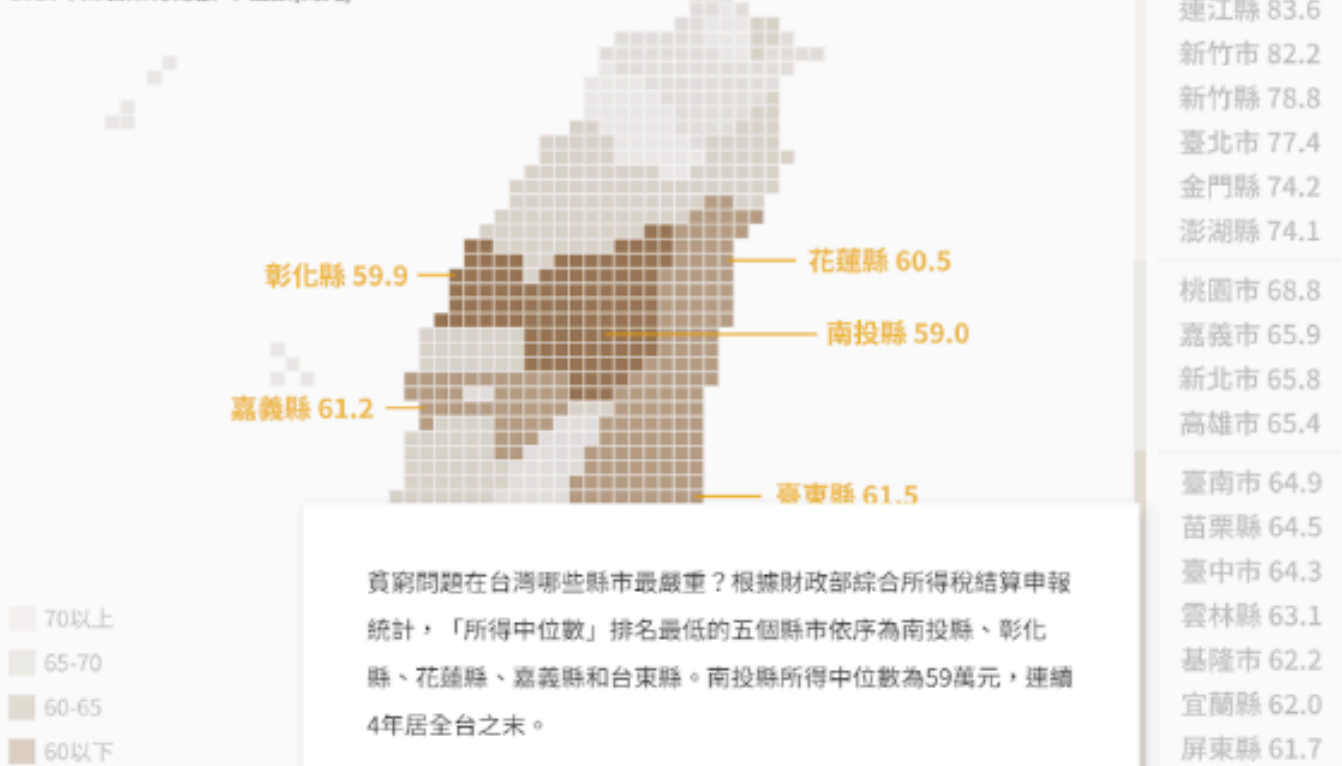 連江縣 83.6
新竹市 82.2
新竹縣 78.8
臺北市 77.4
金門縣 74.2
澎湖縣 74.1
桃園市 68.8
嘉義市 65.9
新北市 65.8
高雄市 65.4
臺南市 64.9
苗栗縣 64.5
臺中市 64.3
雲林縣 63.1
基隆市 62.2
宜蘭縣 62.0
屏東縣 61.7
彰化縣 59.9
花蓮縣 60.5
南投縣 59.0
嘉義縣 61.2
臺東縣 61.5
70以上
65-70
60-65
60以下
貧窮問題在台灣哪些縣市最嚴重？根據財政部綜合所得稅結算申報
統計，「所得中位數」排名最低的五個縣市依序為南投縣、彰化
縣、花蓮縣、嘉義縣和台東縣。南投縣所得中位數為59萬元，連續
4年居全台之末。